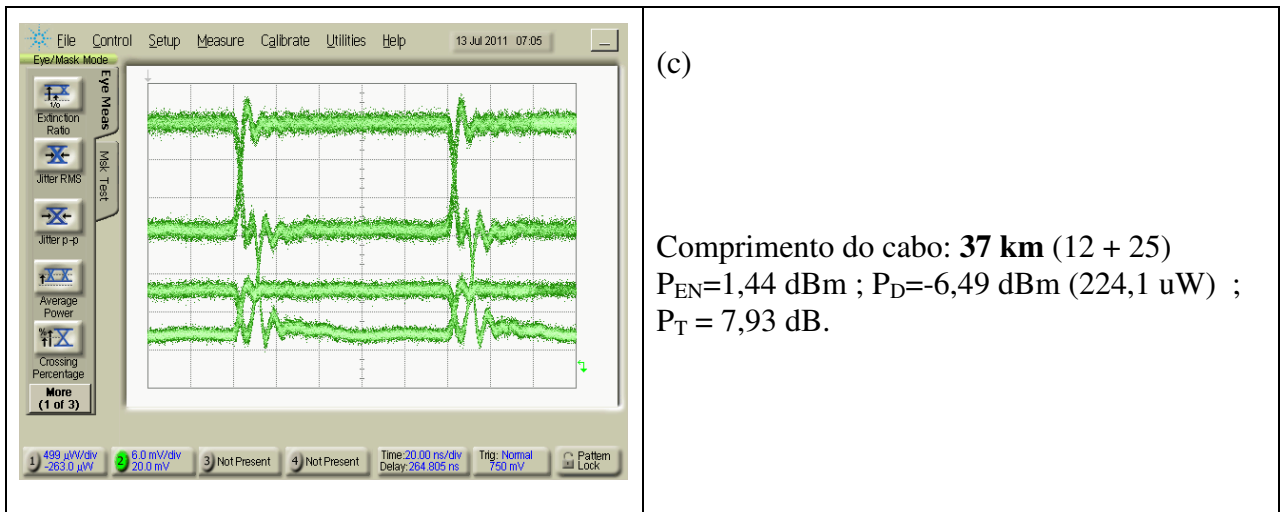 File Control Setup Measure Calibrate Utilities Help 13 Jul 2011 07:05
Eye/Mask Mode
Eye Meas
Msk Test
Extinction
Ratio
Jitter RMS
Jitter p-p
Average
Power
Crossing
Percentage
More
(1 of 3)
1) 499 µW/div
-263.0 µW
2) 6.0 mV/div
20.0 mV
3) Not Present
4) Not Present
Time:20.00 ns/div
Delay:264.805 ns
Trig: Normal
750 mV
Pattern
Lock
(c)
Comprimento do cabo: 37 km (12 + 25)
PEN=1,44 dBm ; PD=-6,49 dBm (224,1 uW) ;
PT = 7,93 dB.